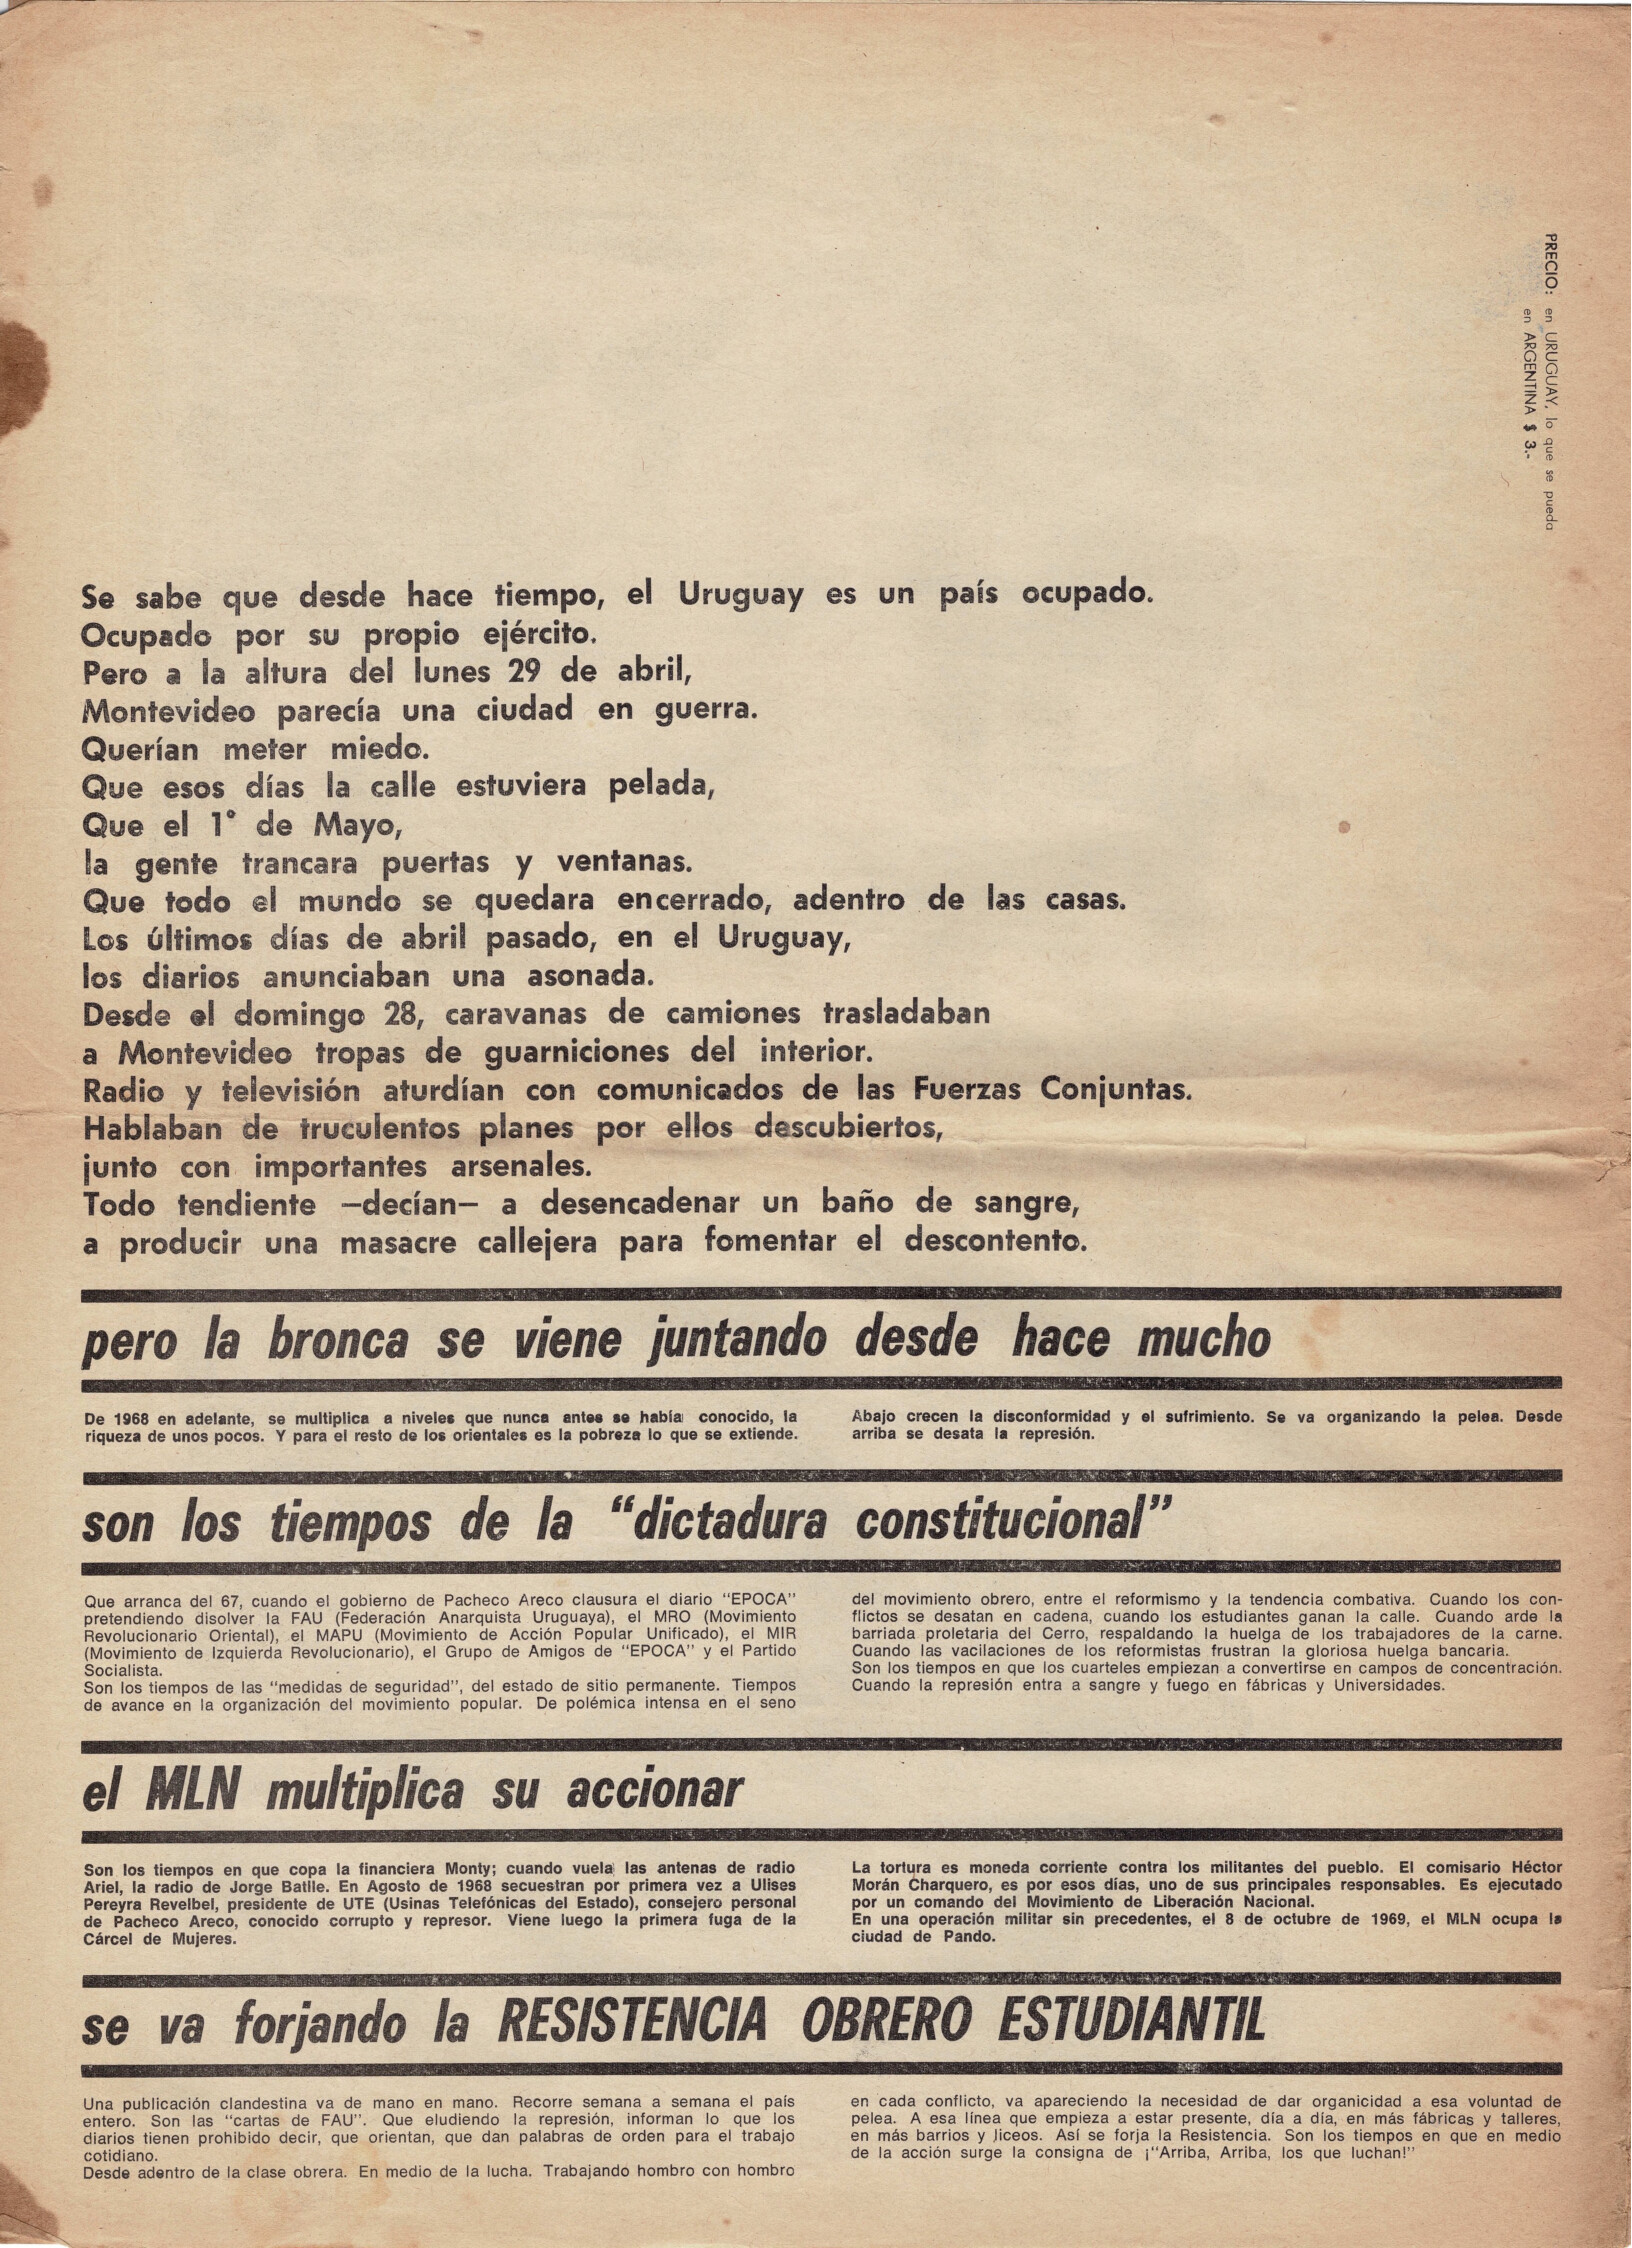 PRECIO: en URUGUAY, lo que se pueda
en ARGENTINA $ 3.-
Se sabe que desde hace tiempo, el Uruguay es un país ocupado.
Ocupado por su propio ejército.
Pero a la altura del lunes 29 de abril,
Montevideo parecía una ciudad en guerra.
Querían meter miedo.
Que esos días la calle estuviera pelada,
Que el 1º de Mayo,
la gente trancara puertas y ventanas.
Que todo el mundo se quedara encerrado, adentro de las casas.
Los últimos días de abril pasado, en el Uruguay,
los diarios anunciaban una asonada.
Desde el domingo 28, caravanas de camiones trasladaban
a Montevideo tropas de guarniciones del interior.
Radio y televisión aturdían con comunicados de las Fuerzas Conjuntas.
Hablaban de truculentos planes por ellos descubiertos,
junto con importantes arsenales.
Todo tendiente —decían— a desencadenar un baño de sangre,
a producir una masacre callejera para fomentar el descontento.
pero la bronca se viene juntando desde hace mucho
De 1968 en adelante, se multiplica a niveles que nunca antes se había conocido, la
riqueza de unos pocos. Y para el resto de los orientales es la pobreza lo que se extiende.
Abajo crecen la disconformidad y el sufrimiento. Se va organizando la pelea. Desde
arriba se desata la represión.
son los tiempos de la "dictadura constitucional"
Que arranca del 67, cuando el gobierno de Pacheco Areco clausura el diario "EPOCA"
pretendiendo disolver la FAU (Federación Anarquista Uruguaya), el MRO (Movimiento
Revolucionario Oriental), el MAPU (Movimiento de Acción Popular Unificado), el MIR
(Movimiento de Izquierda Revolucionario), el Grupo de Amigos de "EPOCA" y el Partido
Socialista.
Son los tiempos de las "medidas de seguridad", del estado de sitio permanente. Tiempos
de avance en la organización del movimiento popular. De polémica intensa en el seno
del movimiento obrero, entre el reformismo y la tendencia combativa. Cuando los con-
flictos se desatan en cadena, cuando los estudiantes ganan la calle. Cuando arde la
barriada proletaria del Cerro, respaldando la huelga de los trabajadores de la carne.
Cuando las vacilaciones de los reformistas frustran la gloriosa huelga bancaria.
Son los tiempos en que los cuarteles empiezan a convertirse en campos de concentración.
Cuando la represión entra a sangre y fuego en fábricas y Universidades.
el MLN multiplica su accionar
Son los tiempos en que copa la financiera Monty; cuando vuela las antenas de radio
Ariel, la radio de Jorge Batlle. En Agosto de 1968 secuestran por primera vez a Ulises
Pereyra Revelbel, presidente de UTE (Usinas Telefónicas del Estado), consejero personal
de Pacheco Areco, conocido corrupto y represor. Viene luego la primera fuga de la
Cárcel de Mujeres.
La tortura es moneda corriente contra los militantes del pueblo. El comisario Héctor
Morán Charquero, es por esos días, uno de sus principales responsables. Es ejecutado
por un comando del Movimiento de Liberación Nacional.
En una operación militar sin precedentes, el 8 de octubre de 1969, el MLN ocupa la
ciudad de Pando.
se va forjando la RESISTENCIA OBRERO ESTUDIANTIL
Una publicación clandestina va de mano en mano. Recorre semana a semana el país
entero. Son las "cartas de FAU". Que eludiendo la represión, informan lo que los
diarios tienen prohibido decir, que orientan, que dan palabras de orden para el trabajo
cotidiano.
Desde adentro de la clase obrera. En medio de la lucha. Trabajando hombro con hombro
en cada conflicto, va apareciendo la necesidad de dar organicidad a esa voluntad de
pelea. A esa línea que empieza a estar presente, día a día, en más fábricas y talleres,
en más barrios y liceos. Así se forja la Resistencia. Son los tiempos en que en medio
de la acción surge la consigna de ¡"Arriba, Arriba, los que luchan!"